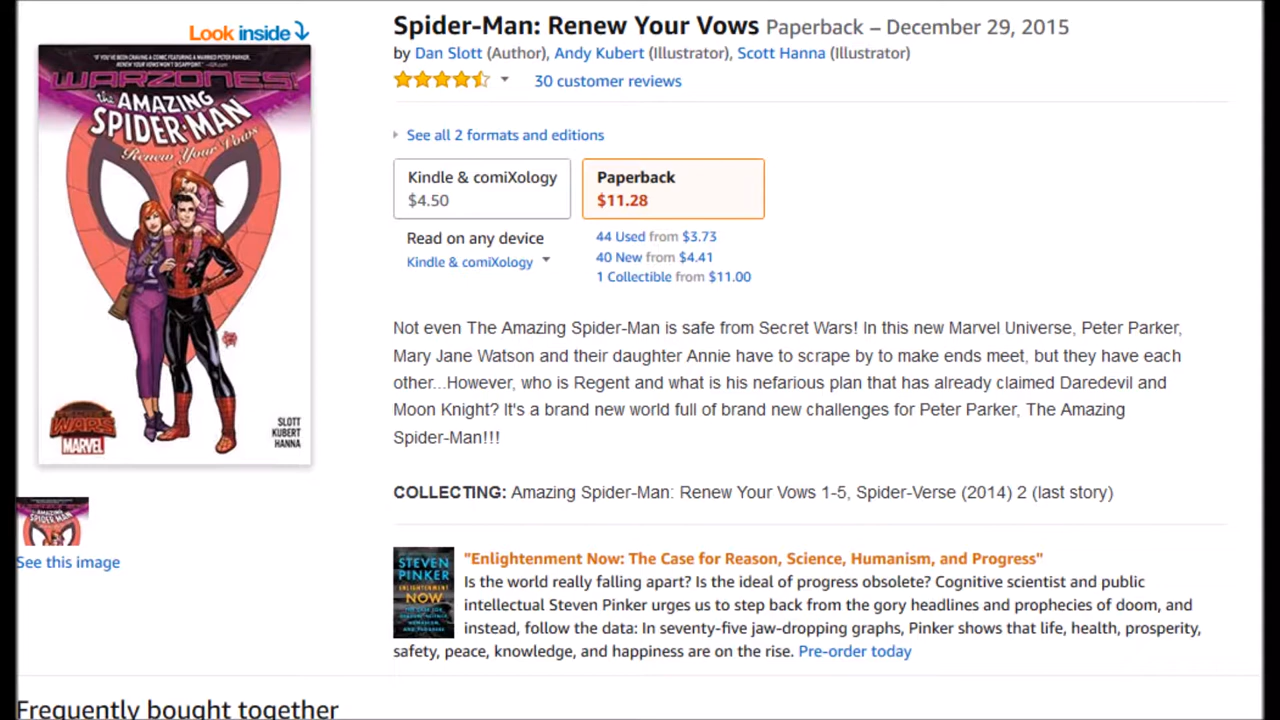 Look inside
"IF YOU'VE BEEN CRAVING A COMIC FEATURING A MARRIED PETER PARKER,
RENEW YOUR VOWS WON'T DISAPPOINT."
WARZONES!
the AMAZING
SPIDER-MAN
Renew Your Vows
SECRET
WARS
MARVEL
SLOTT
KUBERT
HANNA
SPIDER-MAN
See this image
Spider-Man: Renew Your Vows Paperback – December 29, 2015
by Dan Slott (Author), Andy Kubert (Illustrator), Scott Hanna (Illustrator)
30 customer reviews
See all 2 formats and editions
Kindle & comiXology
$4.50
Paperback
$11.28
Read on any device
Kindle & comiXology
44 Used from $3.73
40 New from $4.41
1 Collectible from $11.00
Not even The Amazing Spider-Man is safe from Secret Wars! In this new Marvel Universe, Peter Parker,
Mary Jane Watson and their daughter Annie have to scrape by to make ends meet, but they have each
other...However, who is Regent and what is his nefarious plan that has already claimed Daredevil and
Moon Knight? It's a brand new world full of brand new challenges for Peter Parker, The Amazing
Spider-Man!!!
COLLECTING: Amazing Spider-Man: Renew Your Vows 1-5, Spider-Verse (2014) 2 (last story)
STEVEN
PINKER
ENLIGHTENMENT
NOW
"Enlightenment Now: The Case for Reason, Science, Humanism, and Progress"
Is the world really falling apart? Is the ideal of progress obsolete? Cognitive scientist and public
intellectual Steven Pinker urges us to step back from the gory headlines and prophecies of doom, and
instead, follow the data: In seventy-five jaw-dropping graphs, Pinker shows that life, health, prosperity,
safety, peace, knowledge, and happiness are on the rise. Pre-order today
Frequently bought together